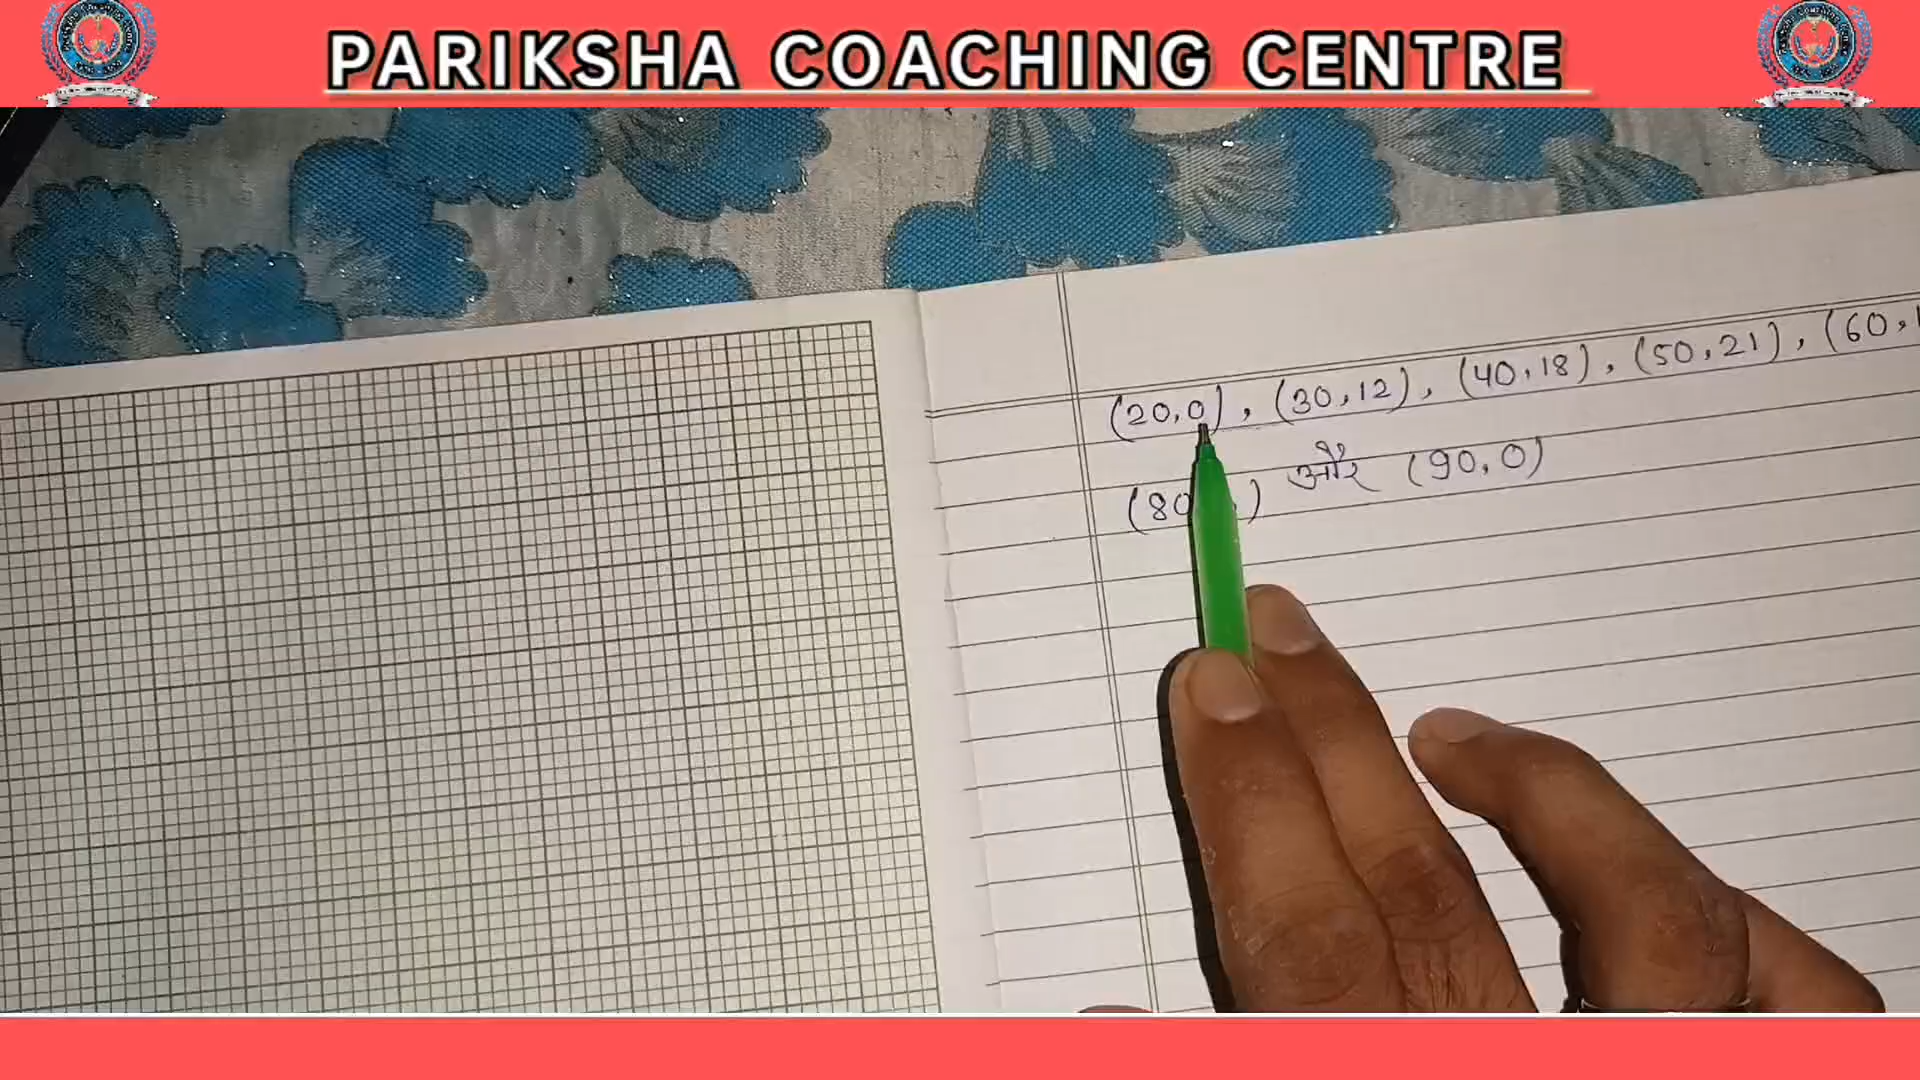 PARIKSHA COACHING CENTRE
(20,0), (30,12), (40,18), (50,21), (60,
(80 ) और (90,0)